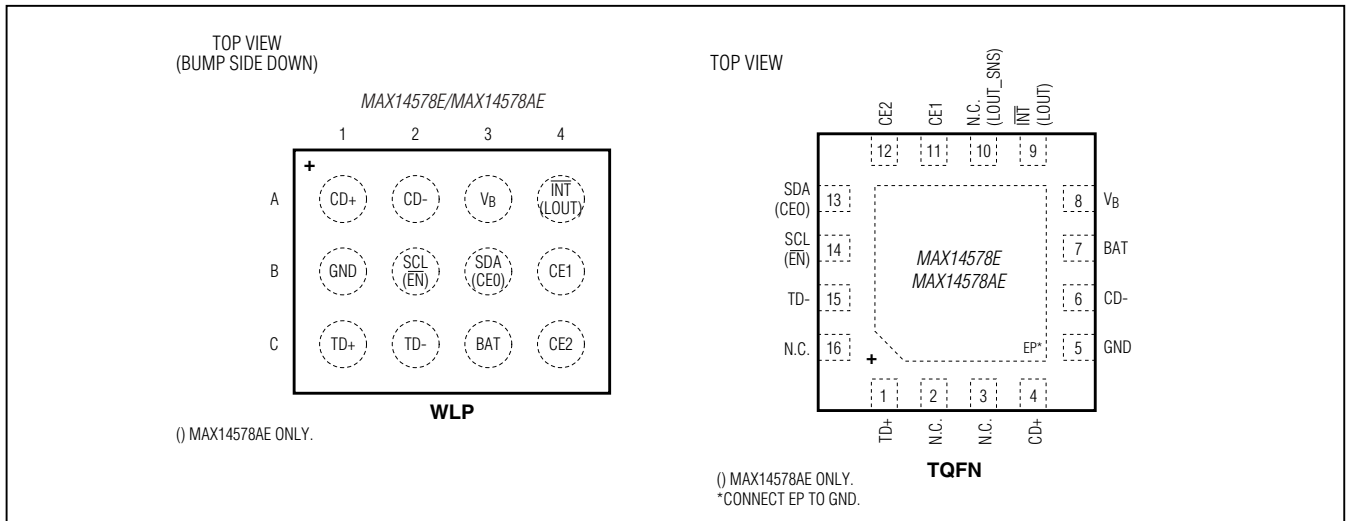 TOP VIEW
(BUMP SIDE DOWN)
MAX14578E/MAX14578AE
1 2 3 4
+
A CD+ CD- VB INT (LOUT)
B GND SCL (EN) SDA (CE0) CE1
C TD+ TD- BAT CE2
WLP
() MAX14578AE ONLY.
TOP VIEW
CE2
CE1
N.C. (LOUT_SNS)
INT (LOUT)
12 11 10 9
SDA (CE0) 13
SCL (EN) 14
TD- 15
N.C. 16
MAX14578E
MAX14578AE
8 VB
7 BAT
6 CD-
5 GND
EP*
+
1 2 3 4
TD+
N.C.
N.C.
CD+
TQFN
() MAX14578AE ONLY.
*CONNECT EP TO GND.